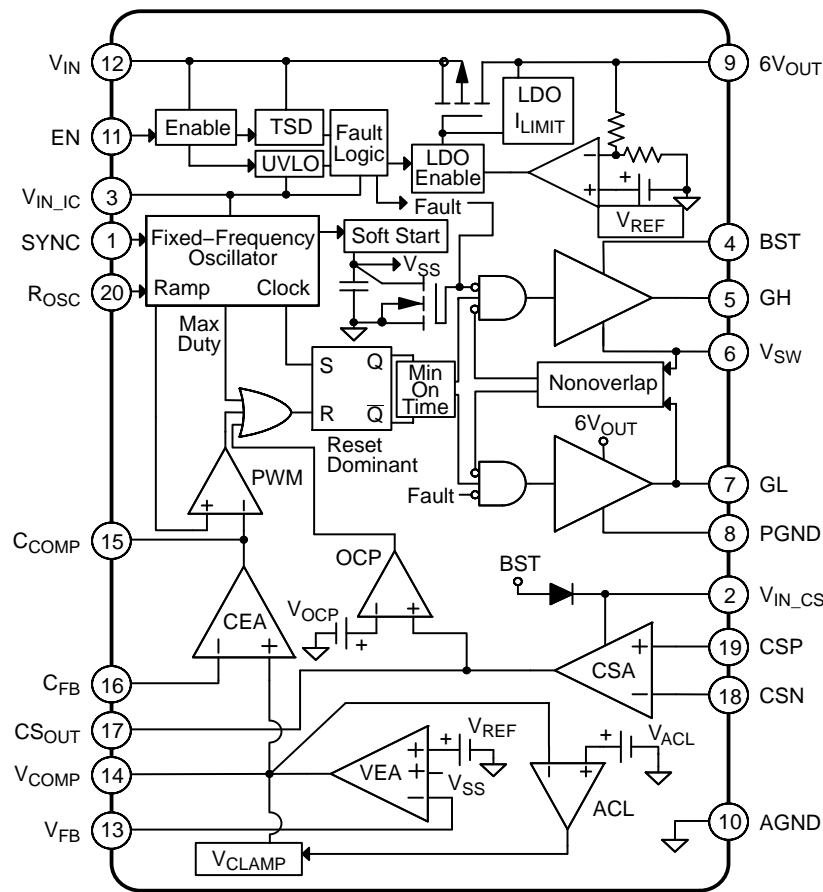 V_IN 12
9 6V_OUT
LDO
I_LIMIT
EN 11
Enable
TSD
Fault
Logic
UVLO
LDO
Enable
−
+
+
V_REF
V_IN_IC 3
Fault
SYNC 1
Fixed−Frequency
Oscillator
Ramp Clock
Soft Start
V_SS
4 BST
R_OSC 20
5 GH
Max
Duty
6 V_SW
S Q
R Q̅
Min
On
Time
Nonoverlap
Reset
Dominant
6V_OUT
PWM
+ −
Fault
7 GL
8 PGND
C_COMP 15
OCP
BST
2 V_IN_CS
V_OCP
+
− +
CEA
− +
CSA
+
−
19 CSP
C_FB 16
18 CSN
CS_OUT 17
V_REF
+
V_ACL
+
V_COMP 14
VEA
+
+
−
V_SS
− +
ACL
V_FB 13
10 AGND
V_CLAMP